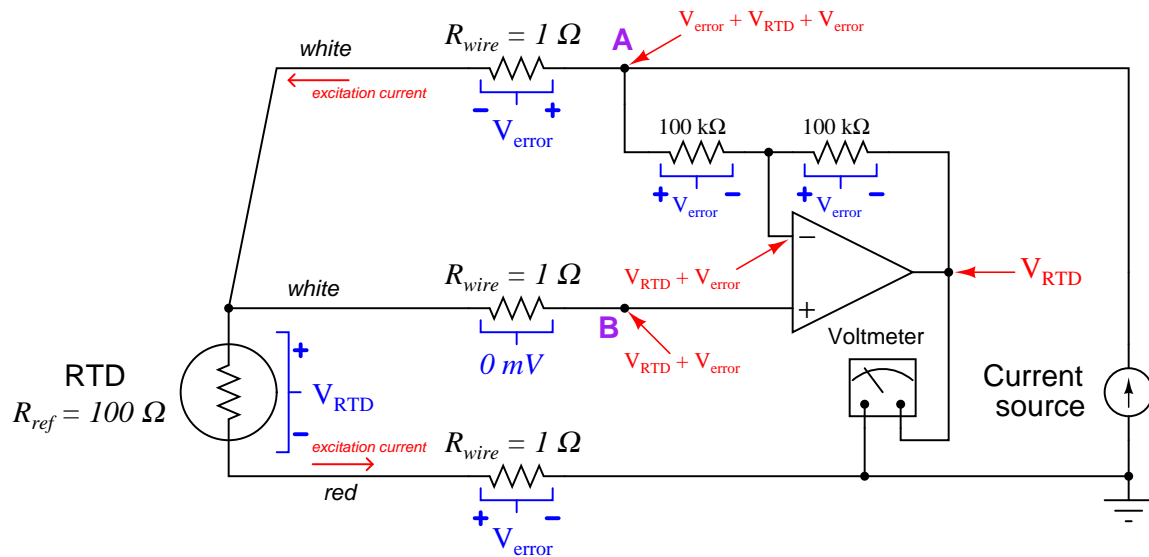 V_error + V_RTD + V_error
A
R_wire = 1 Ω
white
excitation current
− +
V_error
100 kΩ
100 kΩ
+ −
V_error
+ −
V_error
−
V_RTD + V_error
V_RTD
R_wire = 1 Ω
white
+
B
0 mV
V_RTD + V_error
Voltmeter
RTD
R_ref = 100 Ω
+
V_RTD
−
Current
source
R_wire = 1 Ω
excitation current
red
+ −
V_error